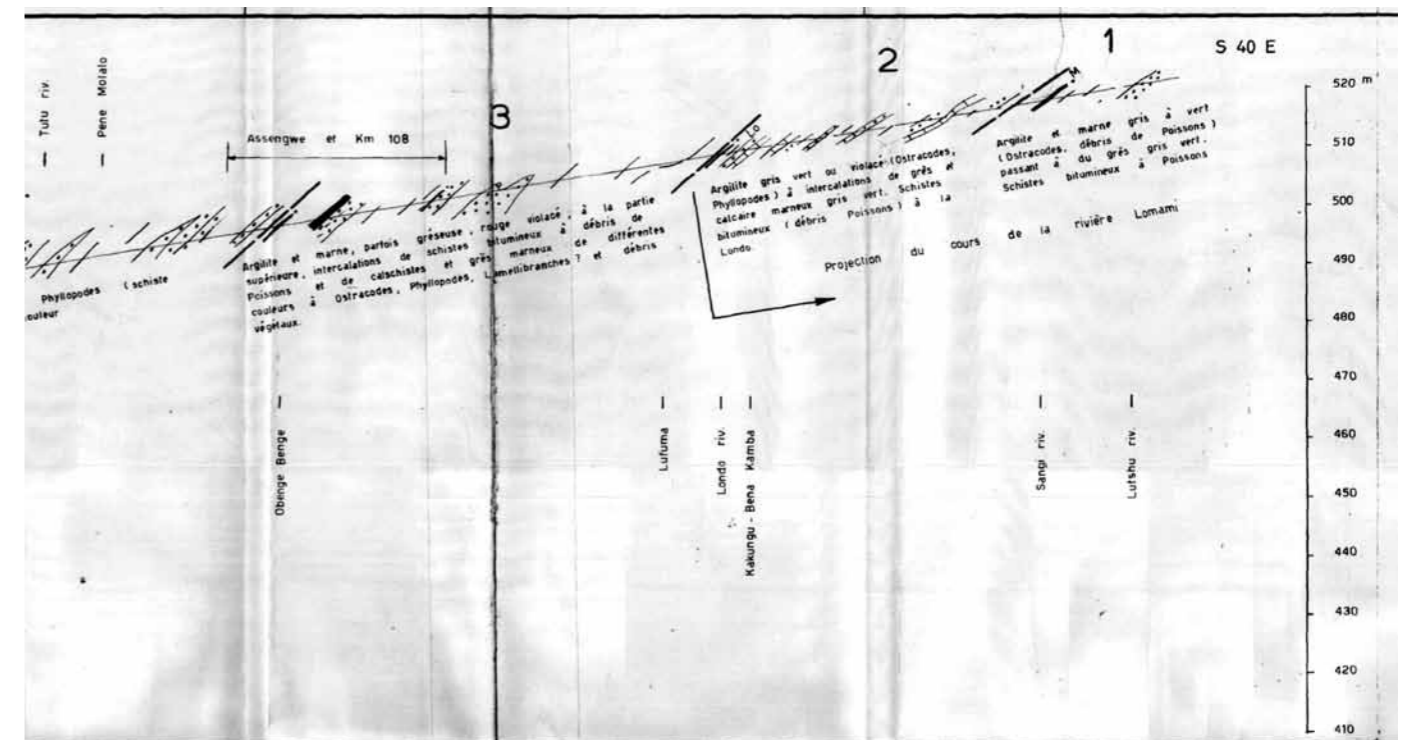 1
S 40 E
2
3
Tutu riv.
Pene Molalo
Assengwe et Km 108
520 m
510
500
490
480
470
460
450
440
430
420
410
Argilite et marne gris à vert
(Ostracodes, débris de Poissons)
passant à du grès gris vert.
Schistes bitumineux à Poissons
M
Lo
Argilite gris vert ou violacé (Ostracodes,
Phyllopodes) à intercalations de grès et
calcaire marneux gris vert. Schistes
bitumineux (débris Poissons) à la
Londo.
Projection du cours de la rivière Lomami
Argilite et marne, parfois gréseuse, rouge violacé, à la partie
supérieure, intercalations de schistes bitumineux à débris de
Poissons et de calschistes et grès marneux de différentes
couleurs à Ostracodes, Phyllopodes, Lamellibranches ? et débris
végétaux.
Phyllopodes (schiste
ouleur
Obenge Benge
Lufuma
Londo riv.
Kakungu - Bena Kamba
Sangi riv.
Lutshu riv.